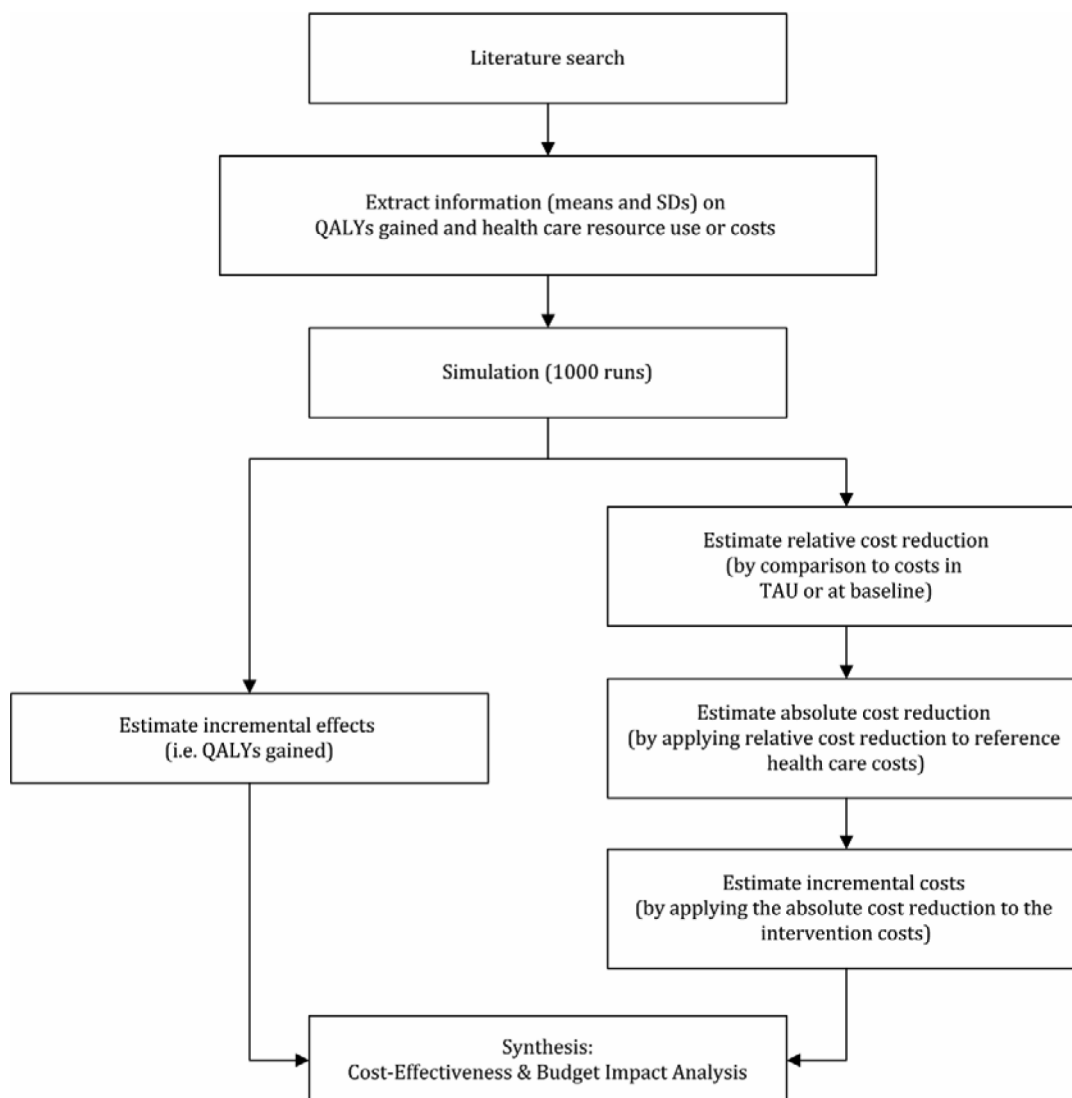 Literature search
Extract information (means and SDs) on
QALYs gained and health care resource use or costs
Simulation (1000 runs)
Estimate relative cost reduction
(by comparison to costs in
TAU or at baseline)
Estimate incremental effects
(i.e. QALYs gained)
Estimate absolute cost reduction
(by applying relative cost reduction to reference
health care costs)
Estimate incremental costs
(by applying the absolute cost reduction to the
intervention costs)
Synthesis:
Cost-Effectiveness & Budget Impact Analysis